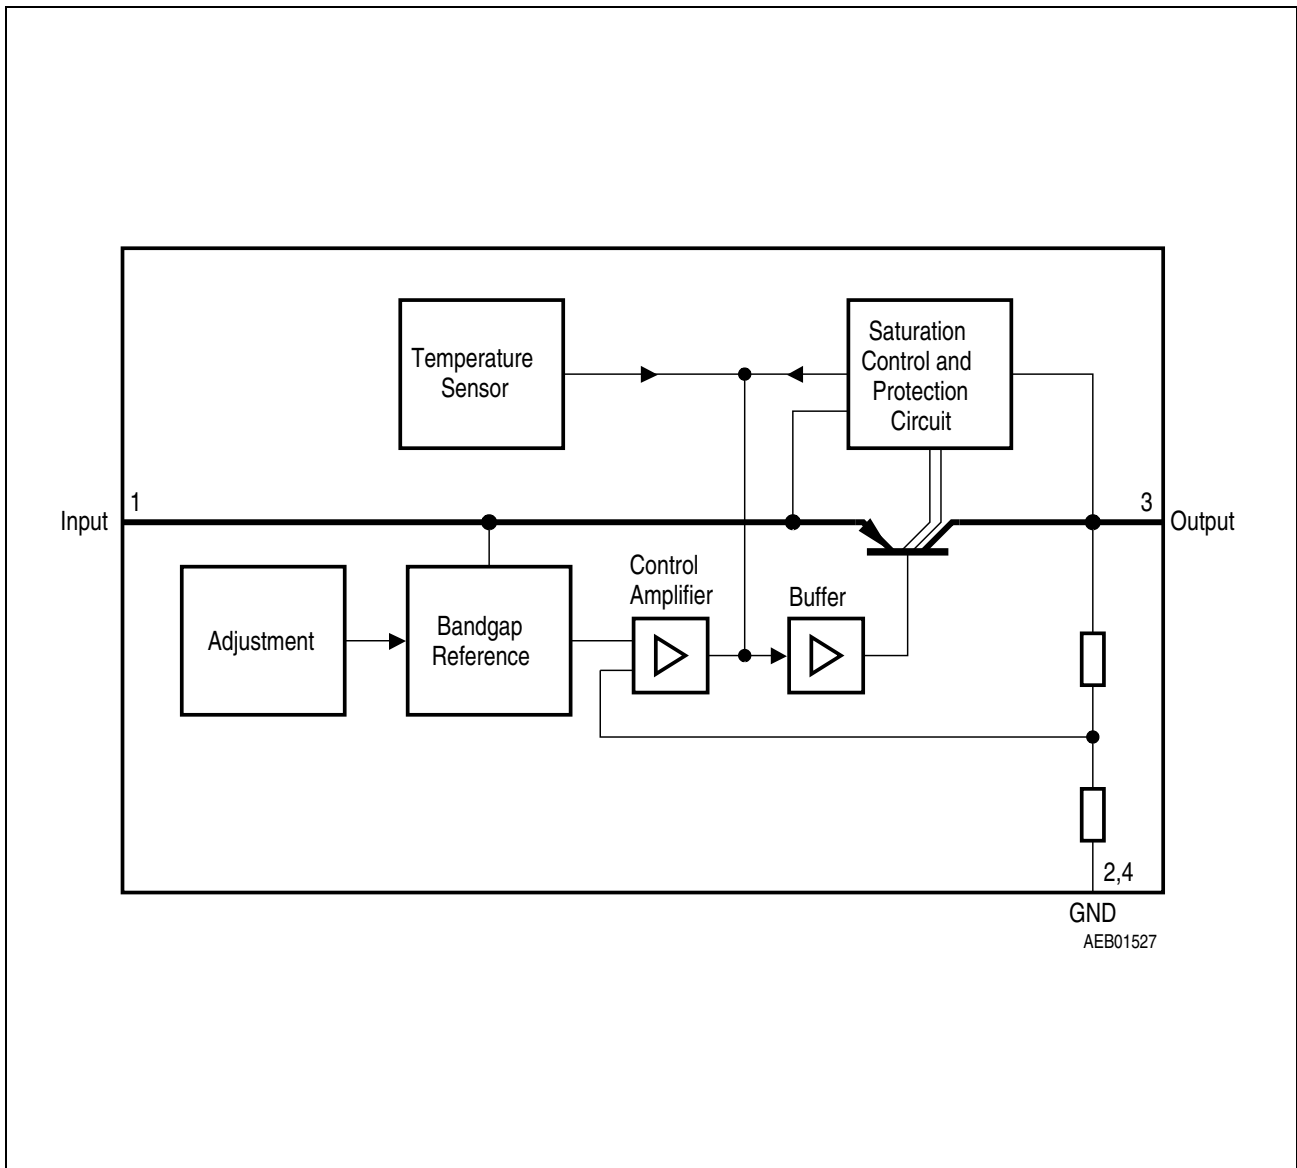 Temperature
Sensor
Saturation
Control and
Protection
Circuit
1
3
Input
Output
Control
Amplifier
Buffer
Adjustment
Bandgap
Reference
2,4
GND
AEB01527